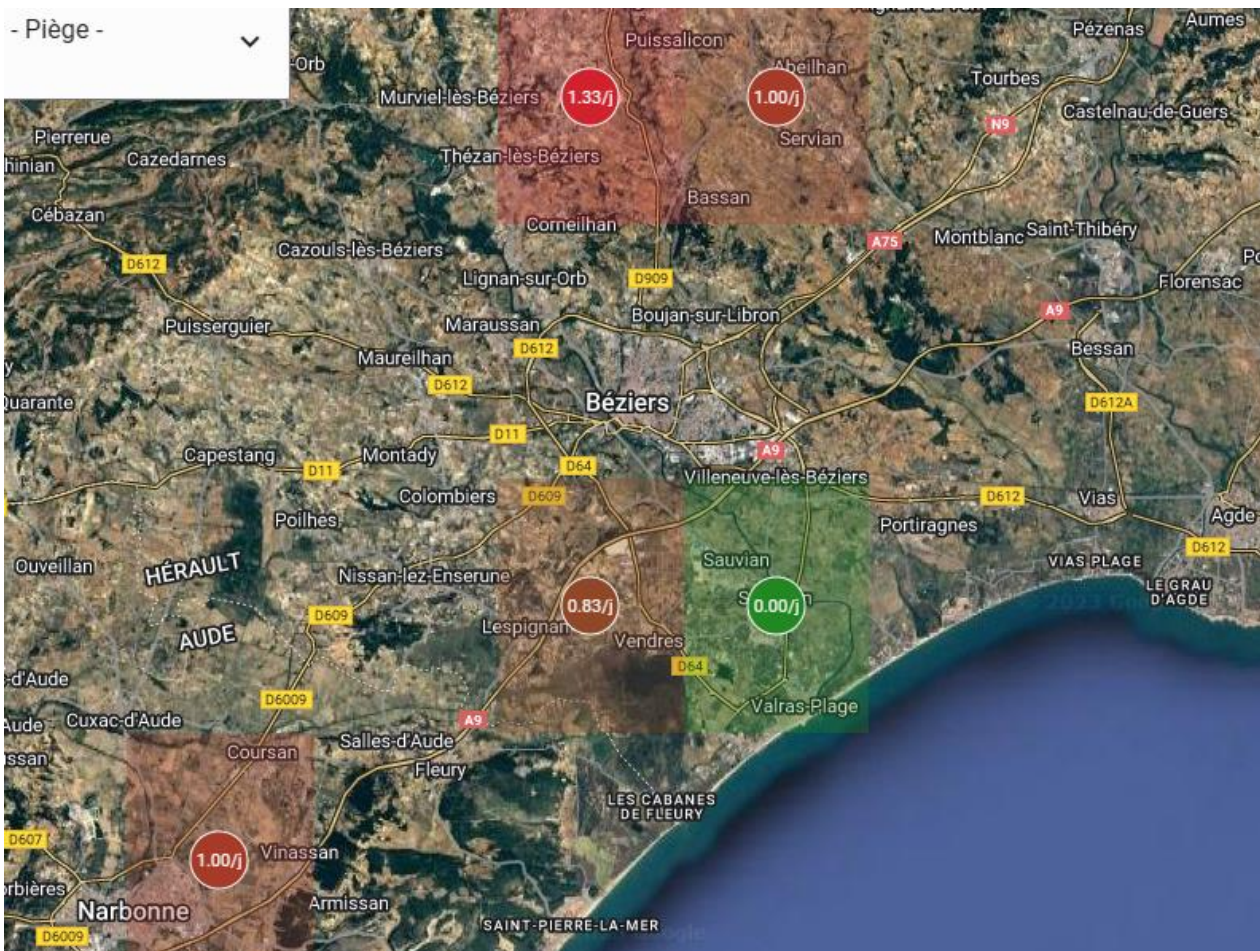 - Piège -
-Orb
Puissalicon
Aumes
Pézenas
Abeilhan
Tourbes
Murviel-lès-Béziers
1.33/j
1.00/j
Castelnau-de-Guers
N9
Pierrerue
Servian
hinian
Cazedarnes
Thézan-lès-Béziers
Bassan
Cébazan
Corneilhan
Saint-Thibéry
Montblanc
A75
Cazouls-lès-Béziers
D612
Lignan-sur-Orb
D909
Florensac
A9
Boujan-sur-Libron
Puisserguier
Maraussan
D612
Bessan
Maureilhan
D612
Quarante
Béziers
D612A
D11
Capestang
Montady
A9
D11
D64
Villeneuve-lès-Béziers
Colombiers
D609
D612
Vias
Poilhes
Portiragnes
Agde
D612
Ouveillan
HÉRAULT
Sauvian
VIAS PLAGE
Nissan-lez-Enserune
LE GRAU
D'AGDE
0.83/j
0.00/j
D609
Lespignan
AUDE
Vendres
D64
-d'Aude
D6009
Valras-Plage
Cuxac-d'Aude
A9
Aude
Salles-d'Aude
Coursan
Fleury
LES CABANES
DE FLEURY
D607
Vinassan
1.00/j
orbières
Armissan
Narbonne
SAINT-PIERRE-LA-MER
D6009